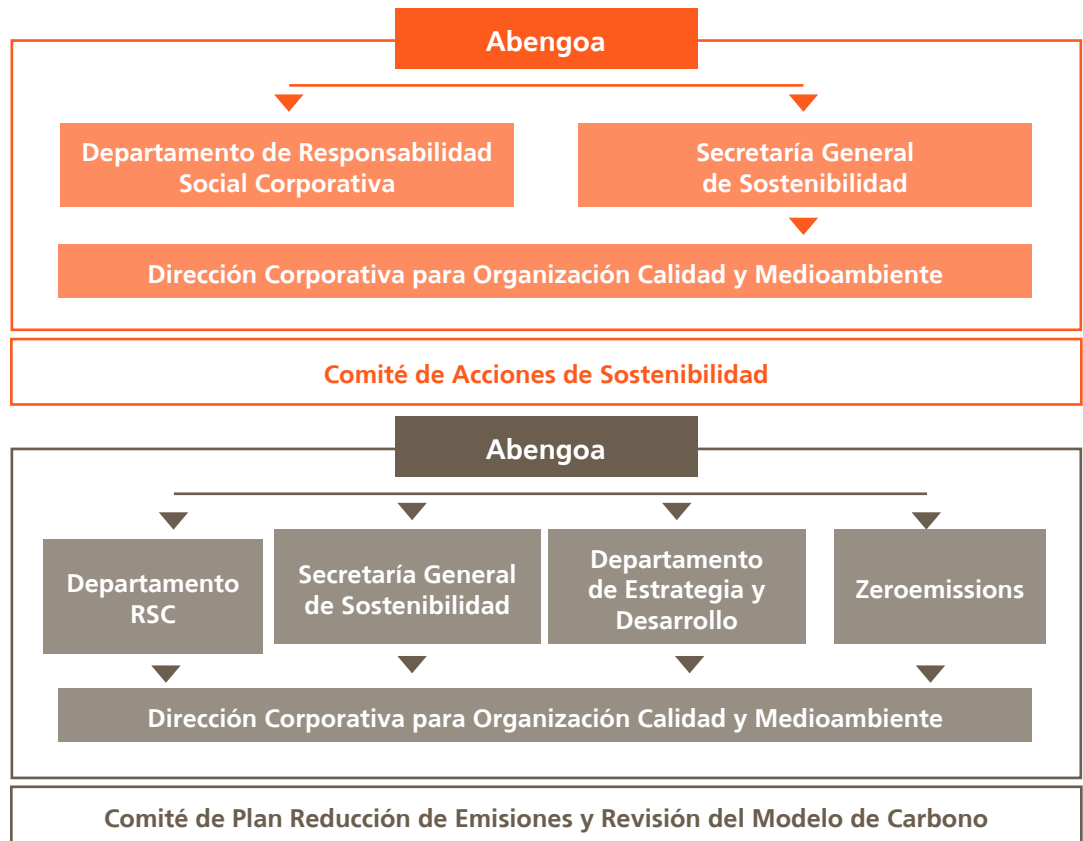 Abengoa
Departamento de Responsabilidad
Social Corporativa
Secretaría General
de Sostenibilidad
Dirección Corporativa para Organización Calidad y Medioambiente
Comité de Acciones de Sostenibilidad
Abengoa
Departamento
RSC
Secretaría General
de Sostenibilidad
Departamento
de Estrategia y
Desarrollo
Zeroemissions
Dirección Corporativa para Organización Calidad y Medioambiente
Comité de Plan Reducción de Emisiones y Revisión del Modelo de Carbono